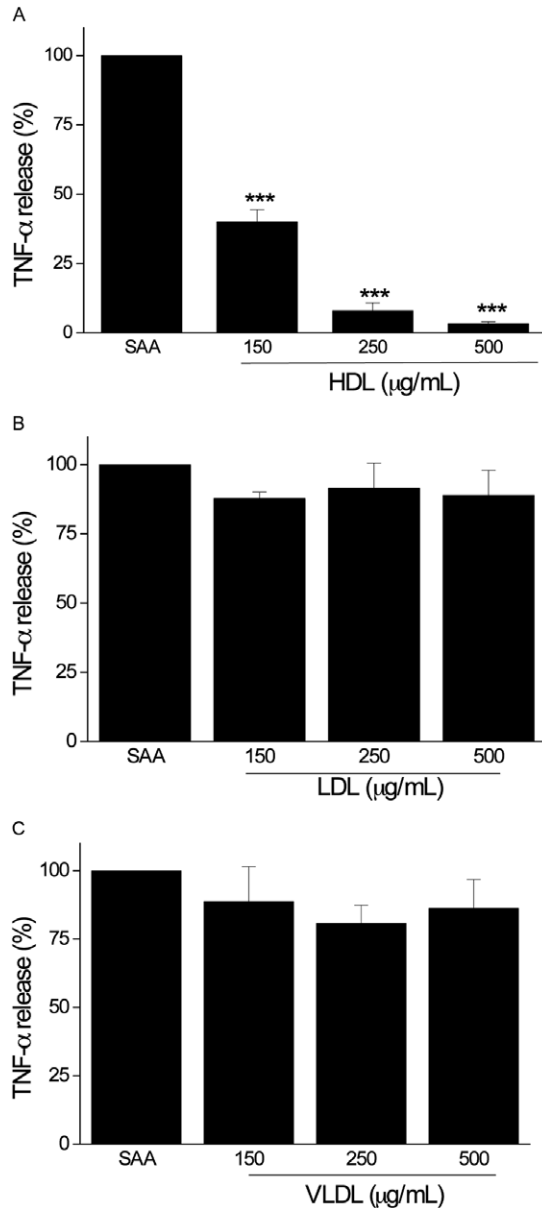 A
TNF-α release (%)
100
75
50
25
0
***
***
***
SAA 150 250 500
HDL (μg/mL)
B
TNF-α release (%)
100
75
50
25
0
SAA 150 250 500
LDL (μg/mL)
C
TNF-α release (%)
100
75
50
25
0
SAA 150 250 500
VLDL (μg/mL)